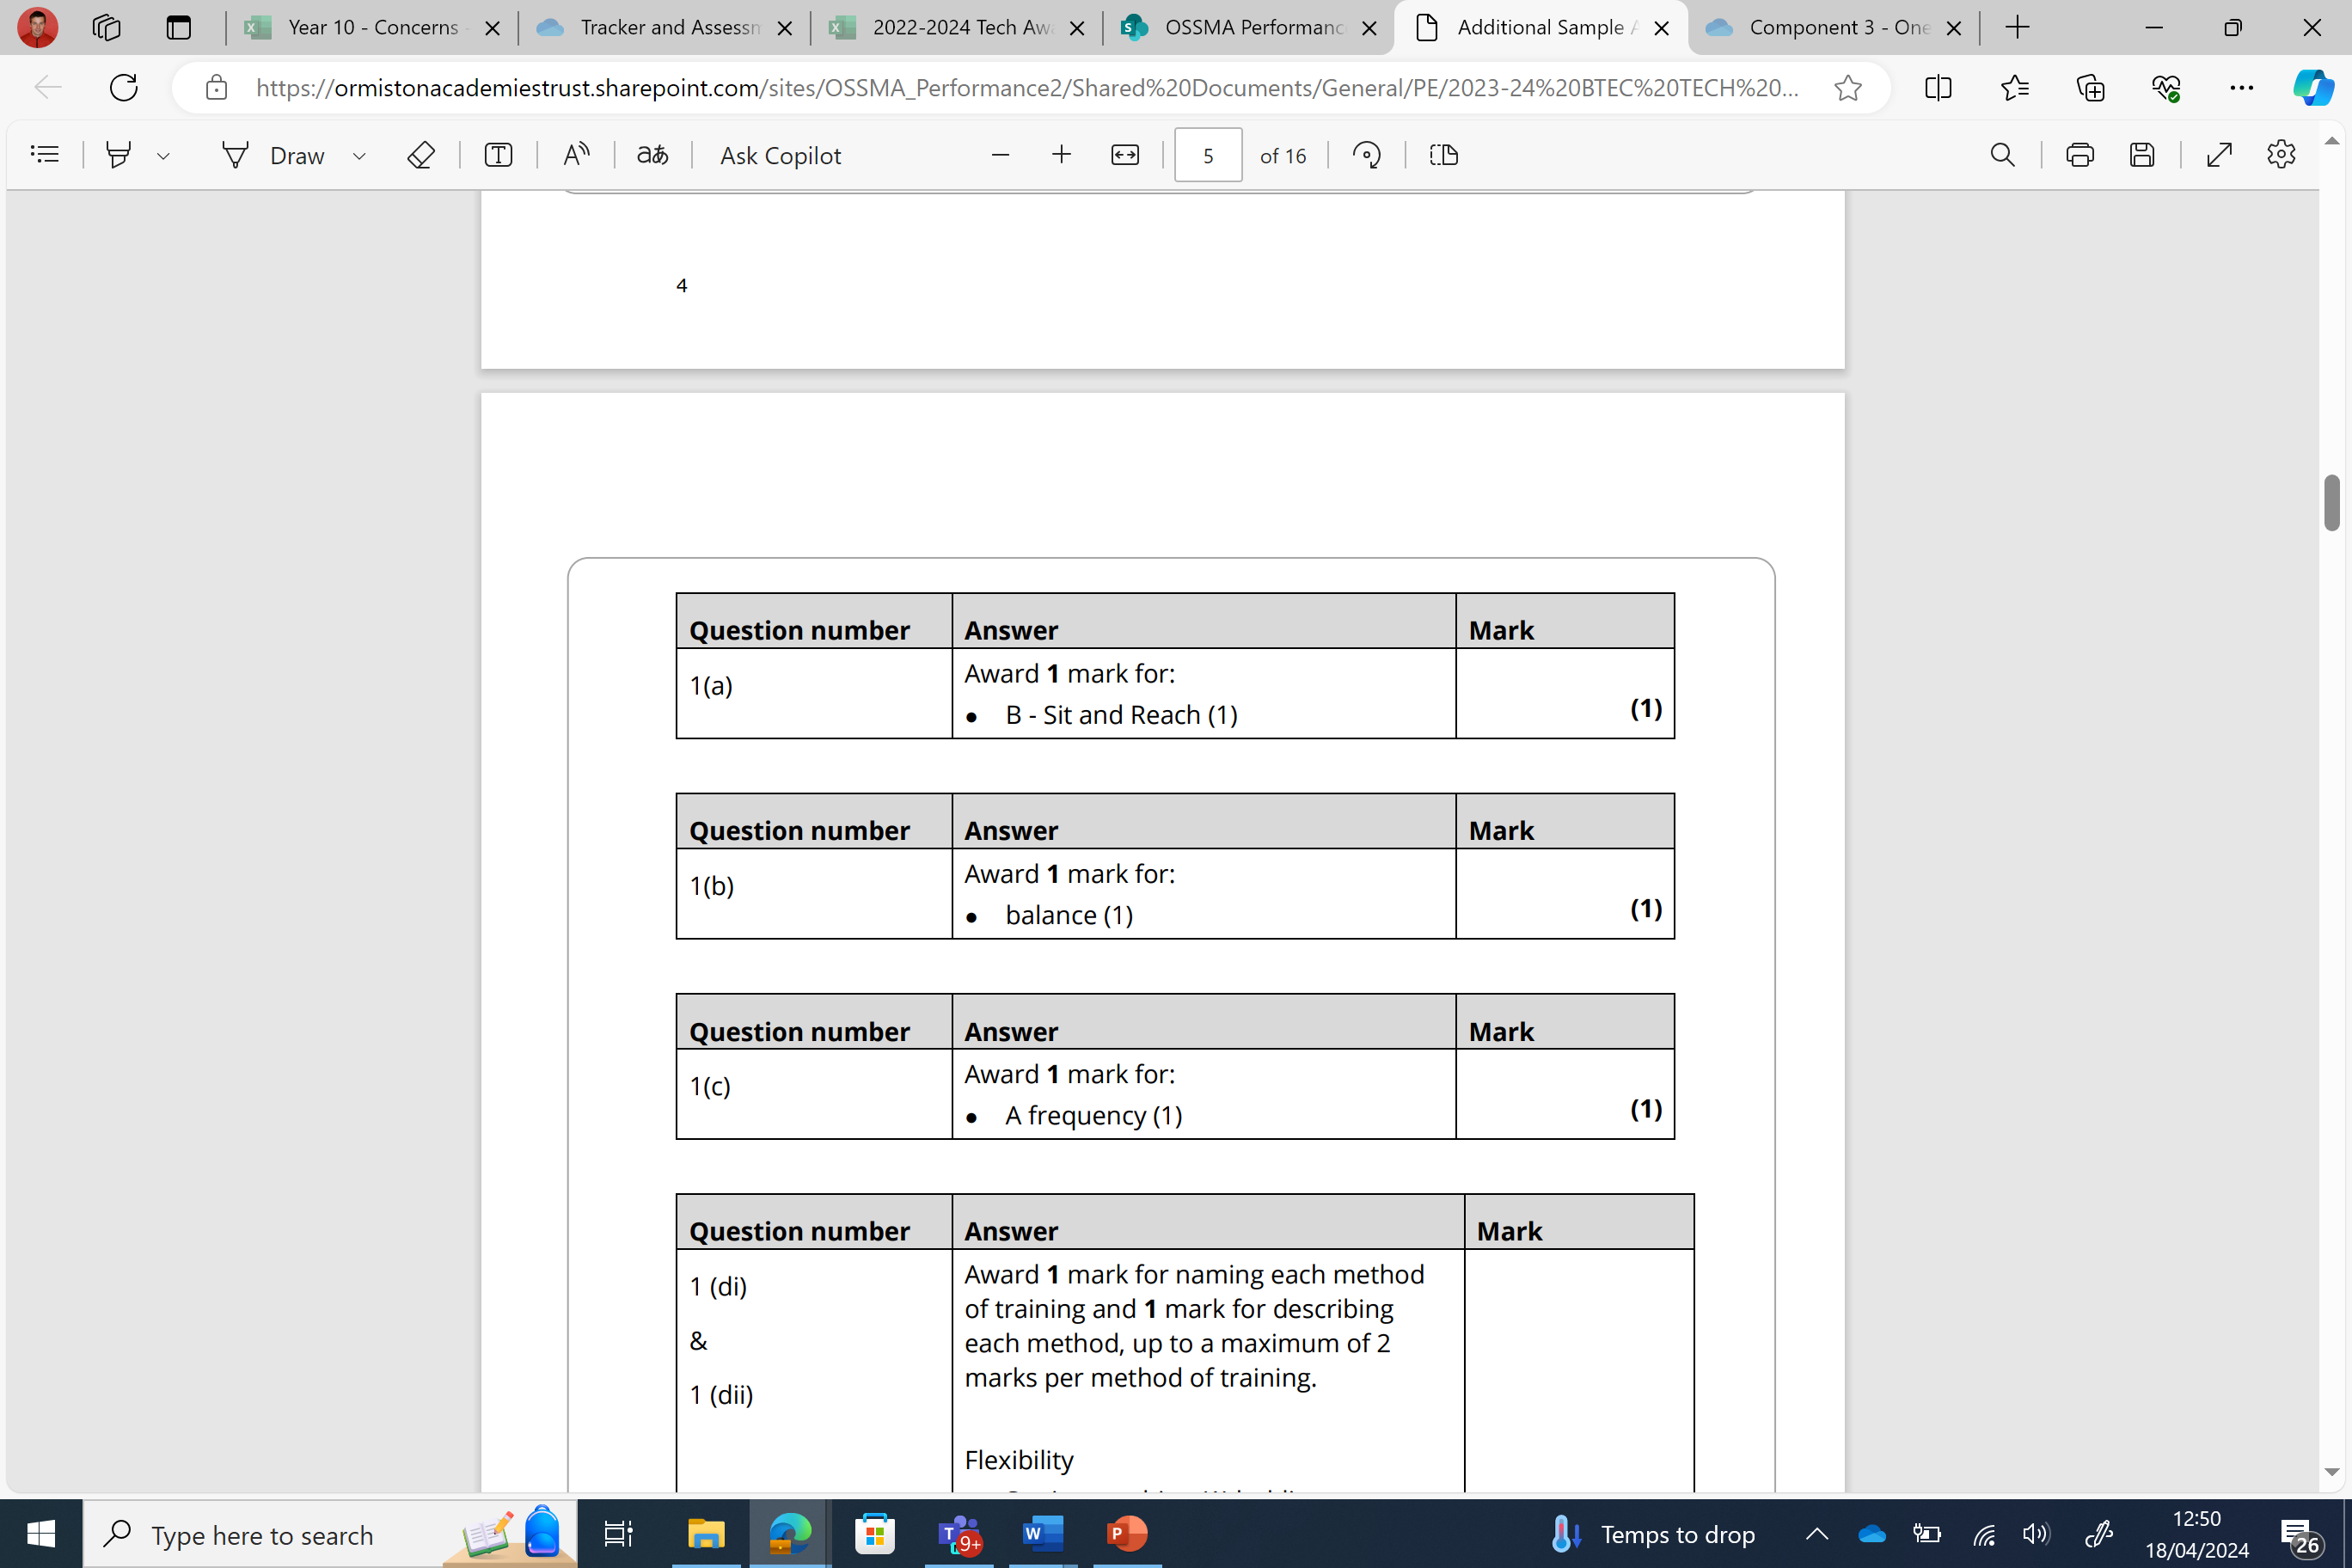 Year 10 - Concerns
Tracker and Assessm
2022-2024 Tech Aw
OSSMA Performanc
Additional Sample A
Component 3 - One
https://ormistonacademiestrust.sharepoint.com/sites/OSSMA_Performance2/Shared%20Documents/General/PE/2023-24%20BTEC%20TECH%20...
Draw
Ask Copilot
5 of 16
4
Question number Answer Mark
1(a) Award 1 mark for:
• B - Sit and Reach (1)
(1)
Question number Answer Mark
1(b) Award 1 mark for:
• balance (1)
(1)
Question number Answer Mark
1(c) Award 1 mark for:
• A frequency (1)
(1)
Question number Answer Mark
1 (di)
&
1 (dii)
Award 1 mark for naming each method
of training and 1 mark for describing
each method, up to a maximum of 2
marks per method of training.
Flexibility
Type here to search
9+
Temps to drop
12:50
18/04/2024
26